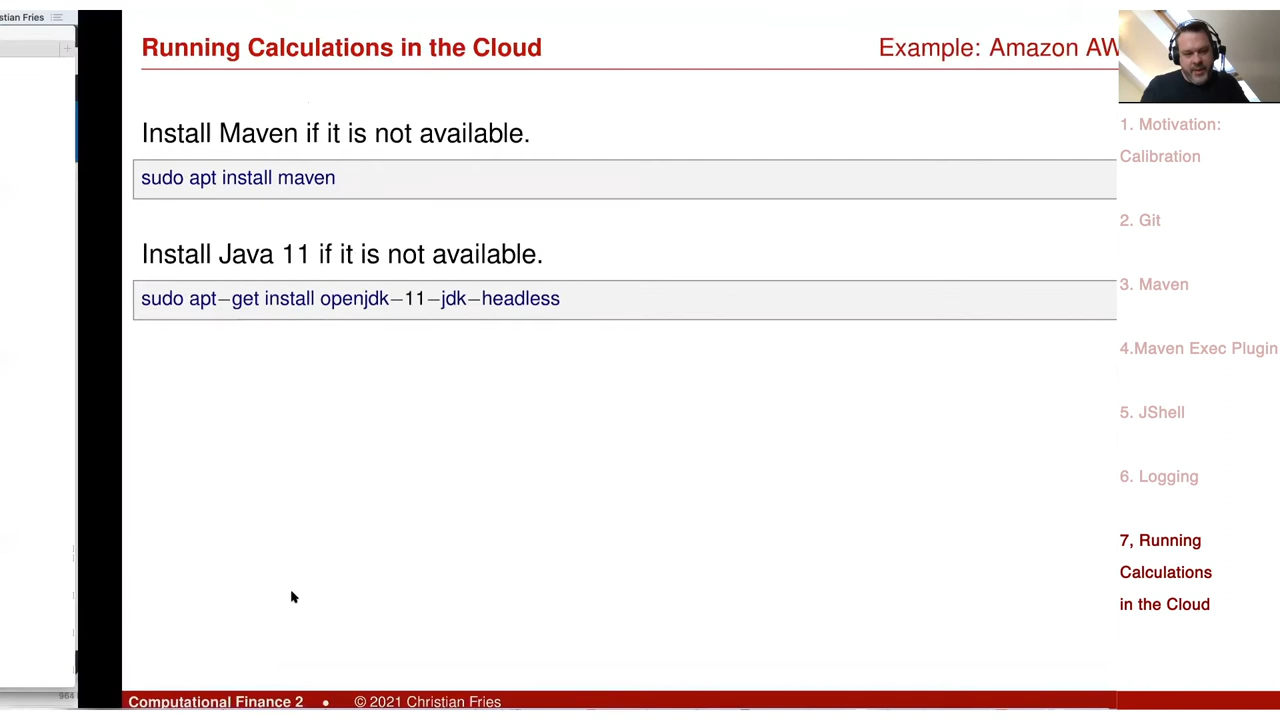 stian Fries
Running Calculations in the Cloud
Example: Amazon AW
Install Maven if it is not available.
sudo apt install maven
Install Java 11 if it is not available.
sudo apt−get install openjdk−11−jdk−headless
1. Motivation:
Calibration
2. Git
3. Maven
4.Maven Exec Plugin
5. JShell
6. Logging
7, Running
Calculations
in the Cloud
964
Computational Finance 2 • © 2021 Christian Fries